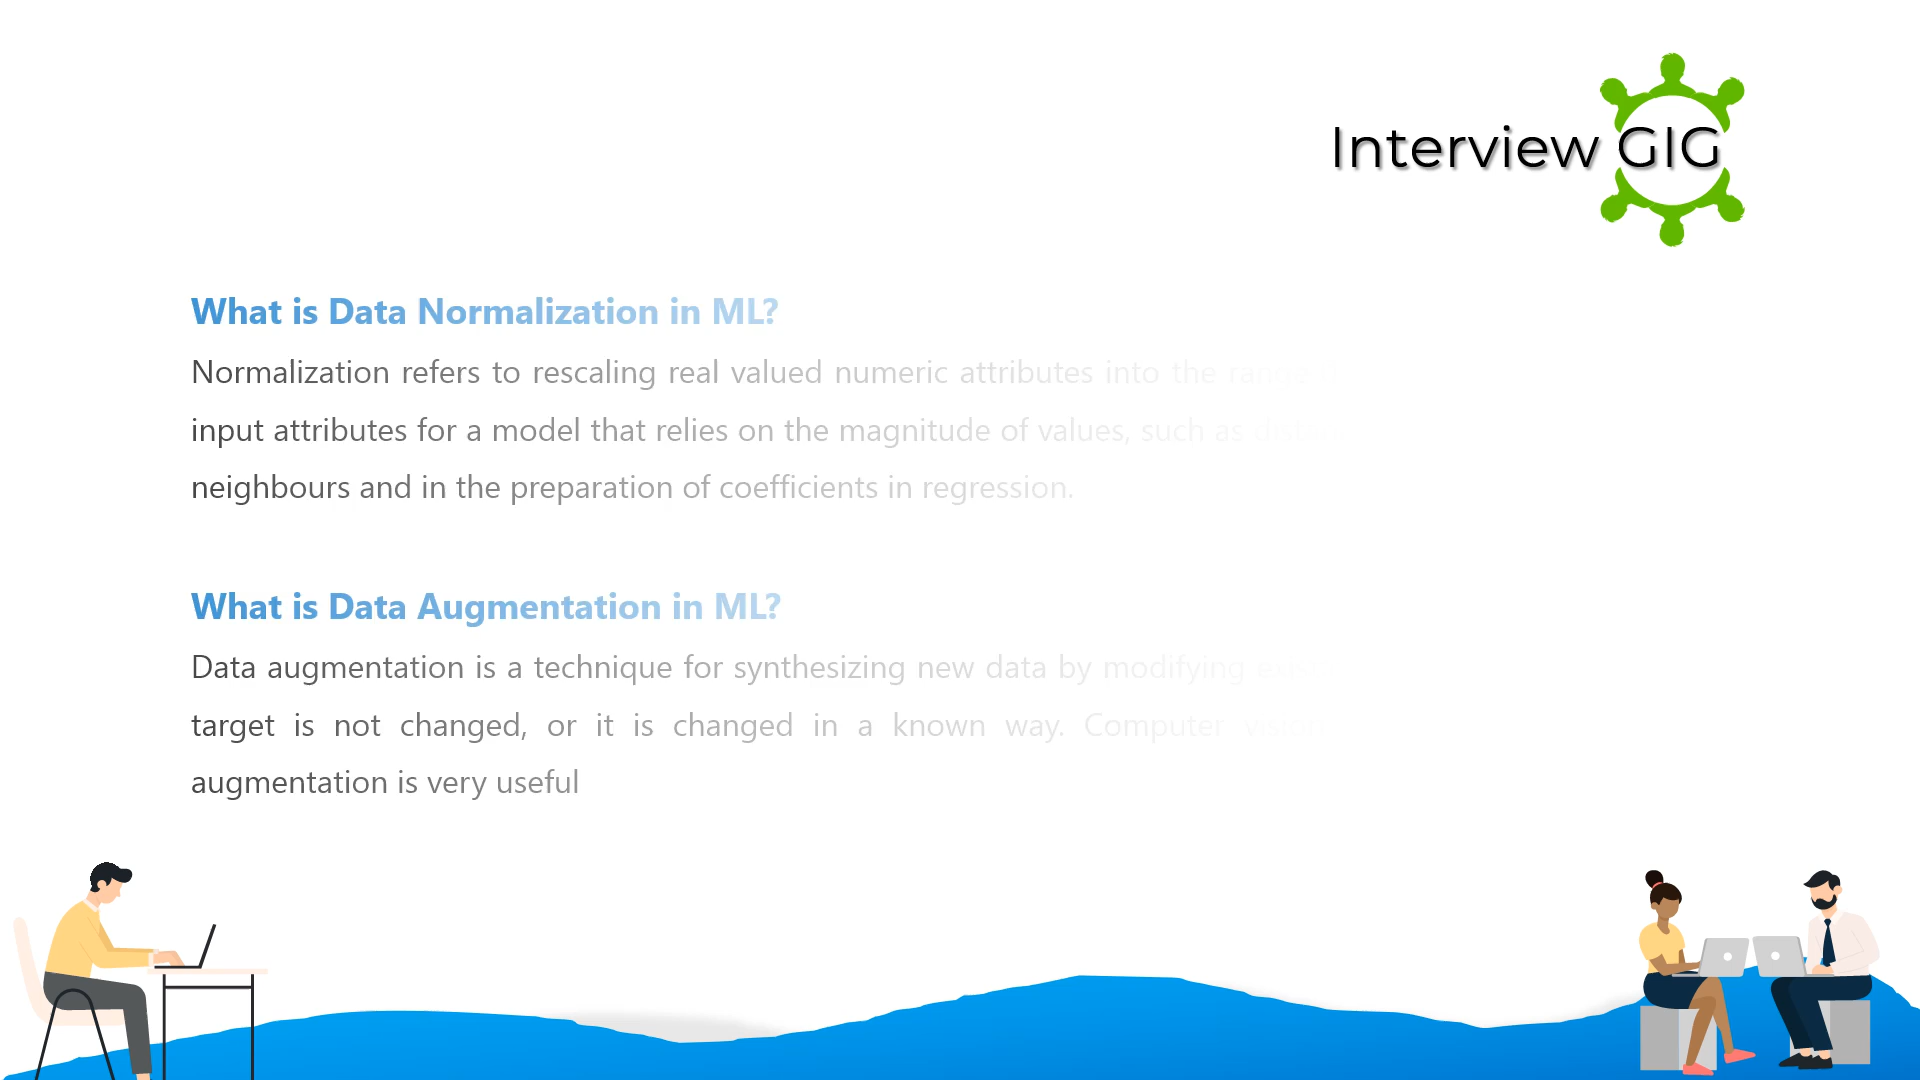 Interview GIG
What is Data Normalization in ML?
Normalization refers to rescaling real valued numeric attributes into the range
input attributes for a model that relies on the magnitude of values, such as
neighbours and in the preparation of coefficients in regression.
What is Data Augmentation in ML?
Data augmentation is a technique for synthesizing new data by modifying
target is not changed, or it is changed in a known way. Computer vision
augmentation is very useful